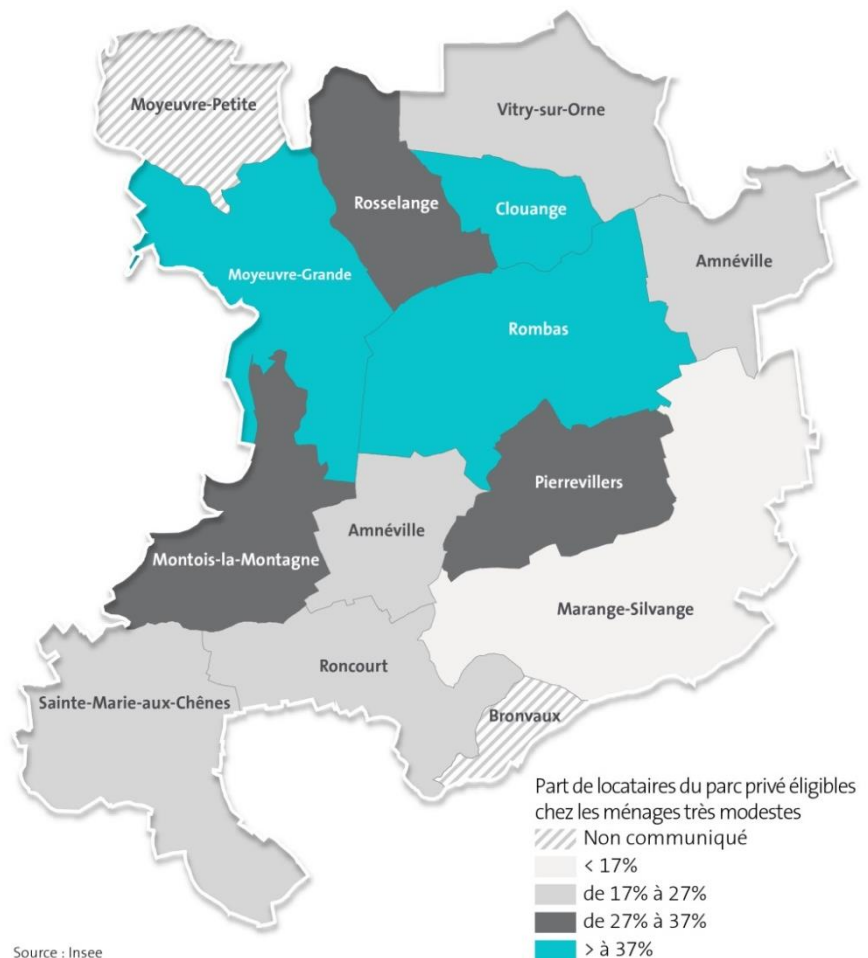 Moyeuvre-Petite
Vitry-sur-Orne
Rosselange
Clouange
Amnéville
Moyeuvre-Grande
Rombas
Pierrevillers
Amnéville
Montois-la-Montagne
Marange-Silvange
Roncourt
Sainte-Marie-aux-Chênes
Bronvaux
Part de locataires du parc privé éligibles
chez les ménages très modestes
Non communiqué
< 17%
de 17% à 27%
de 27% à 37%
> à 37%
Source : Insee